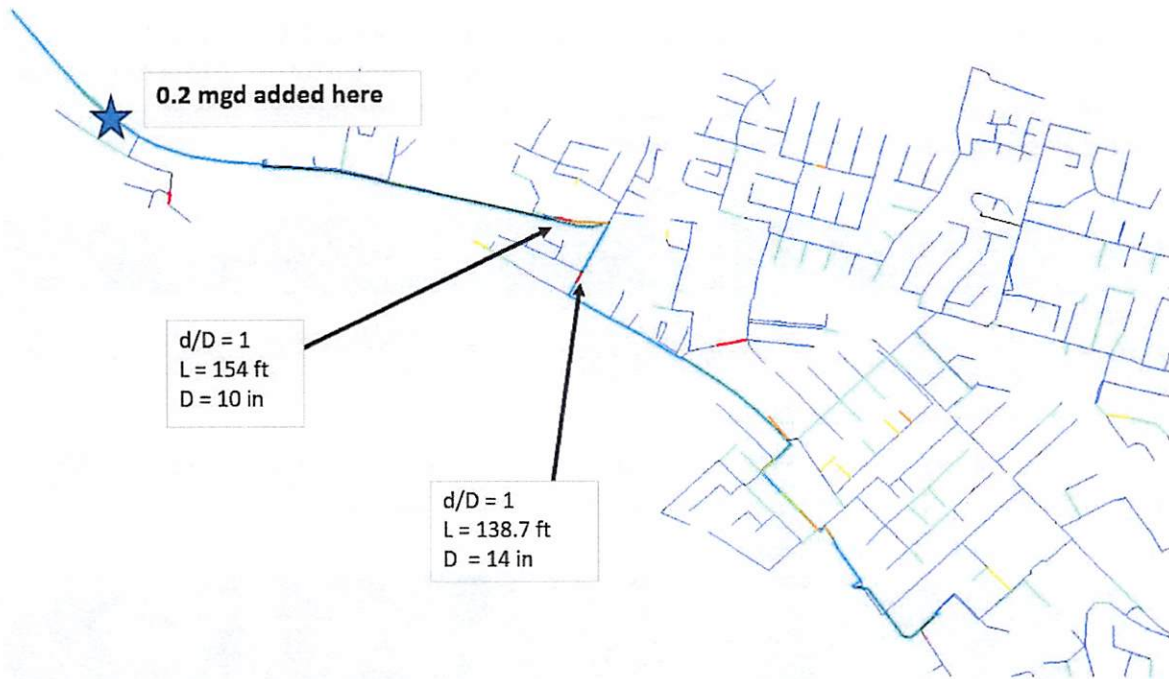 0.2 mgd added here
d/D = 1
L = 154 ft
D = 10 in
d/D = 1
L = 138.7 ft
D = 14 in